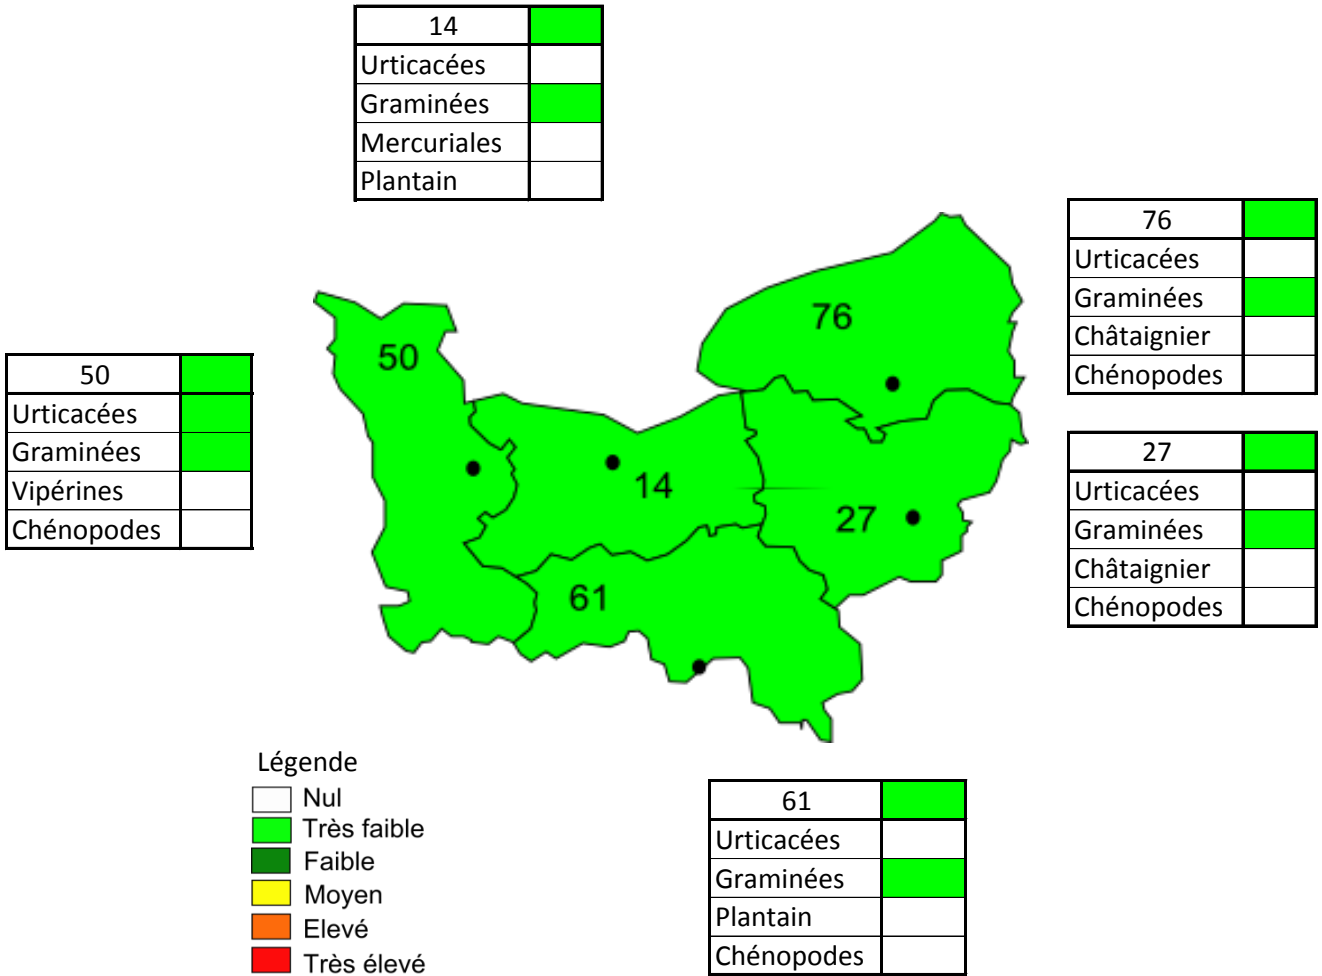 14
Urticacées
Graminées
Mercuriales
Plantain
76
Urticacées
Graminées
Châtaignier
Chénopodes
50
Urticacées
Graminées
Vipérines
Chénopodes
27
Urticacées
Graminées
Châtaignier
Chénopodes
76
50
14
27
61
Légende
Nul
Très faible
Faible
Moyen
Elevé
Très élevé
61
Urticacées
Graminées
Plantain
Chénopodes